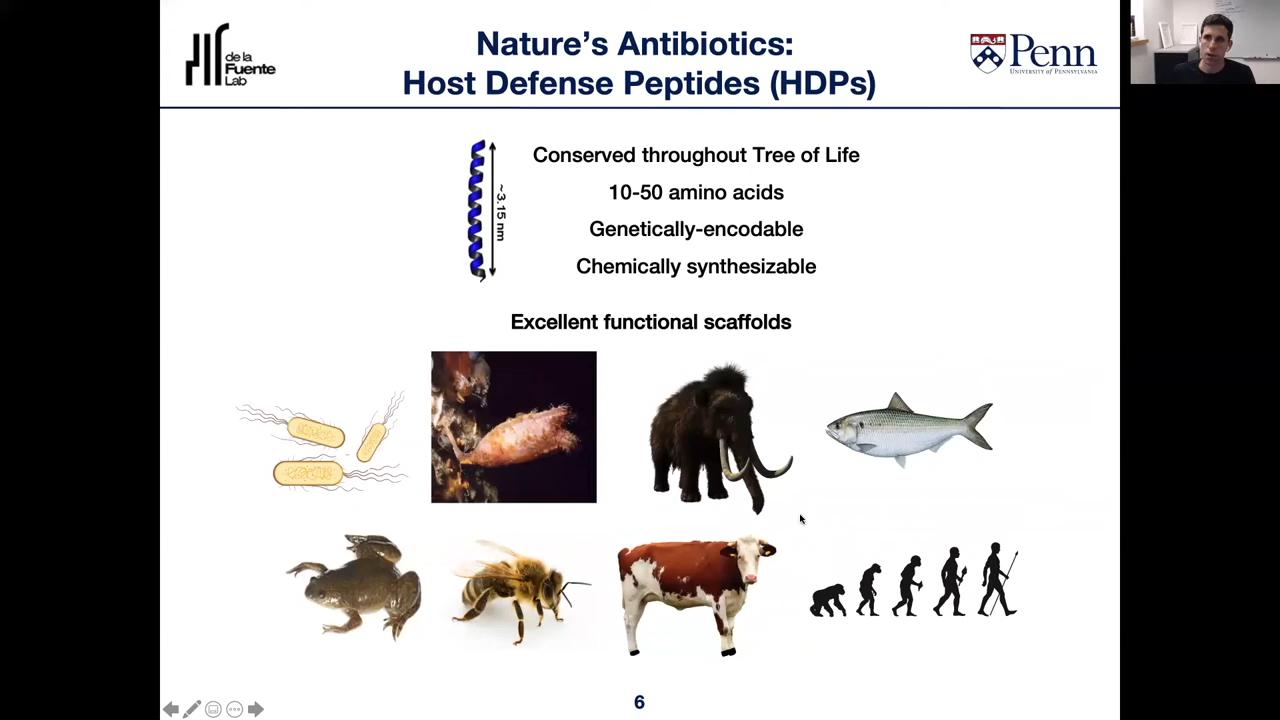 de la
Fuente
Lab
Nature's Antibiotics:
Host Defense Peptides (HDPs)
Penn
UNIVERSITY of PENNSYLVANIA
~3.15 nm
Conserved throughout Tree of Life
10-50 amino acids
Genetically-encodable
Chemically synthesizable
Excellent functional scaffolds
6